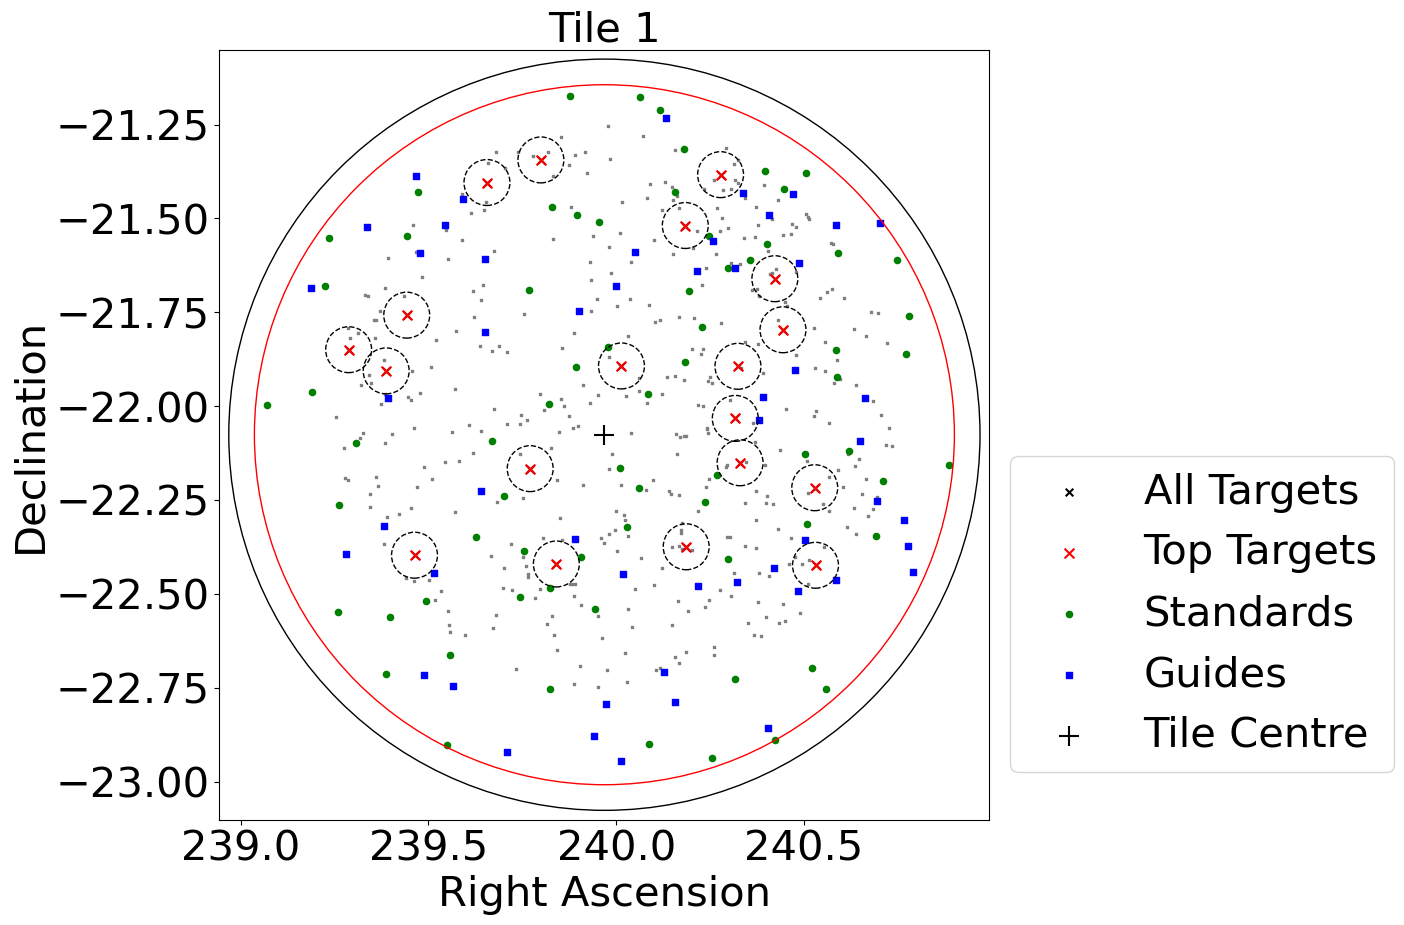 Tile 1
−21.25
−21.50
−21.75
−22.00
−22.25
−22.50
−22.75
−23.00
Declination
239.0 239.5 240.0 240.5
Right Ascension
All Targets
Top Targets
Standards
Guides
Tile Centre